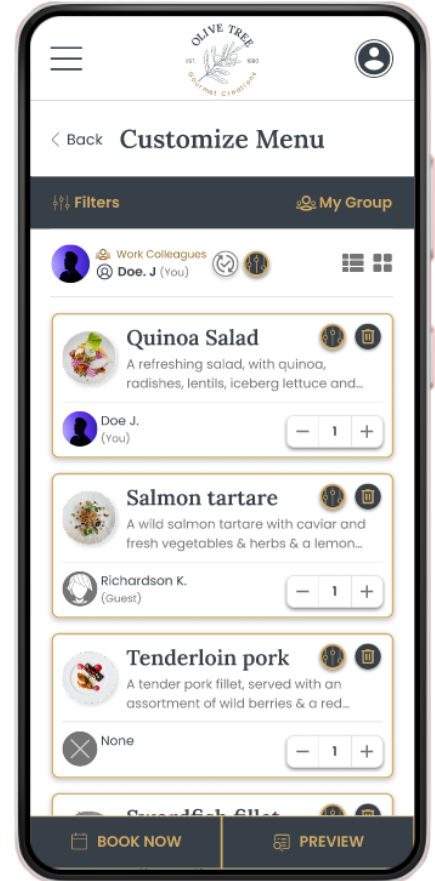 OLIVE TREE
EST. 1980
Gourmet Creations
< Back Customize Menu
Filters My Group
Work Colleagues
Doe. J (You)
Quinoa Salad
A refreshing salad, with quinoa,
radishes, lentils, iceberg lettuce and...
Doe J.
(You)
− 1 +
Salmon tartare
A wild salmon tartare with caviar and
fresh vegetables & herbs & a lemon...
Richardson K.
(Guest)
− 1 +
Tenderloin pork
A tender pork fillet, served with an
assortment of wild berries & a red...
None
− 1 +
Swordfish fillet
BOOK NOW PREVIEW